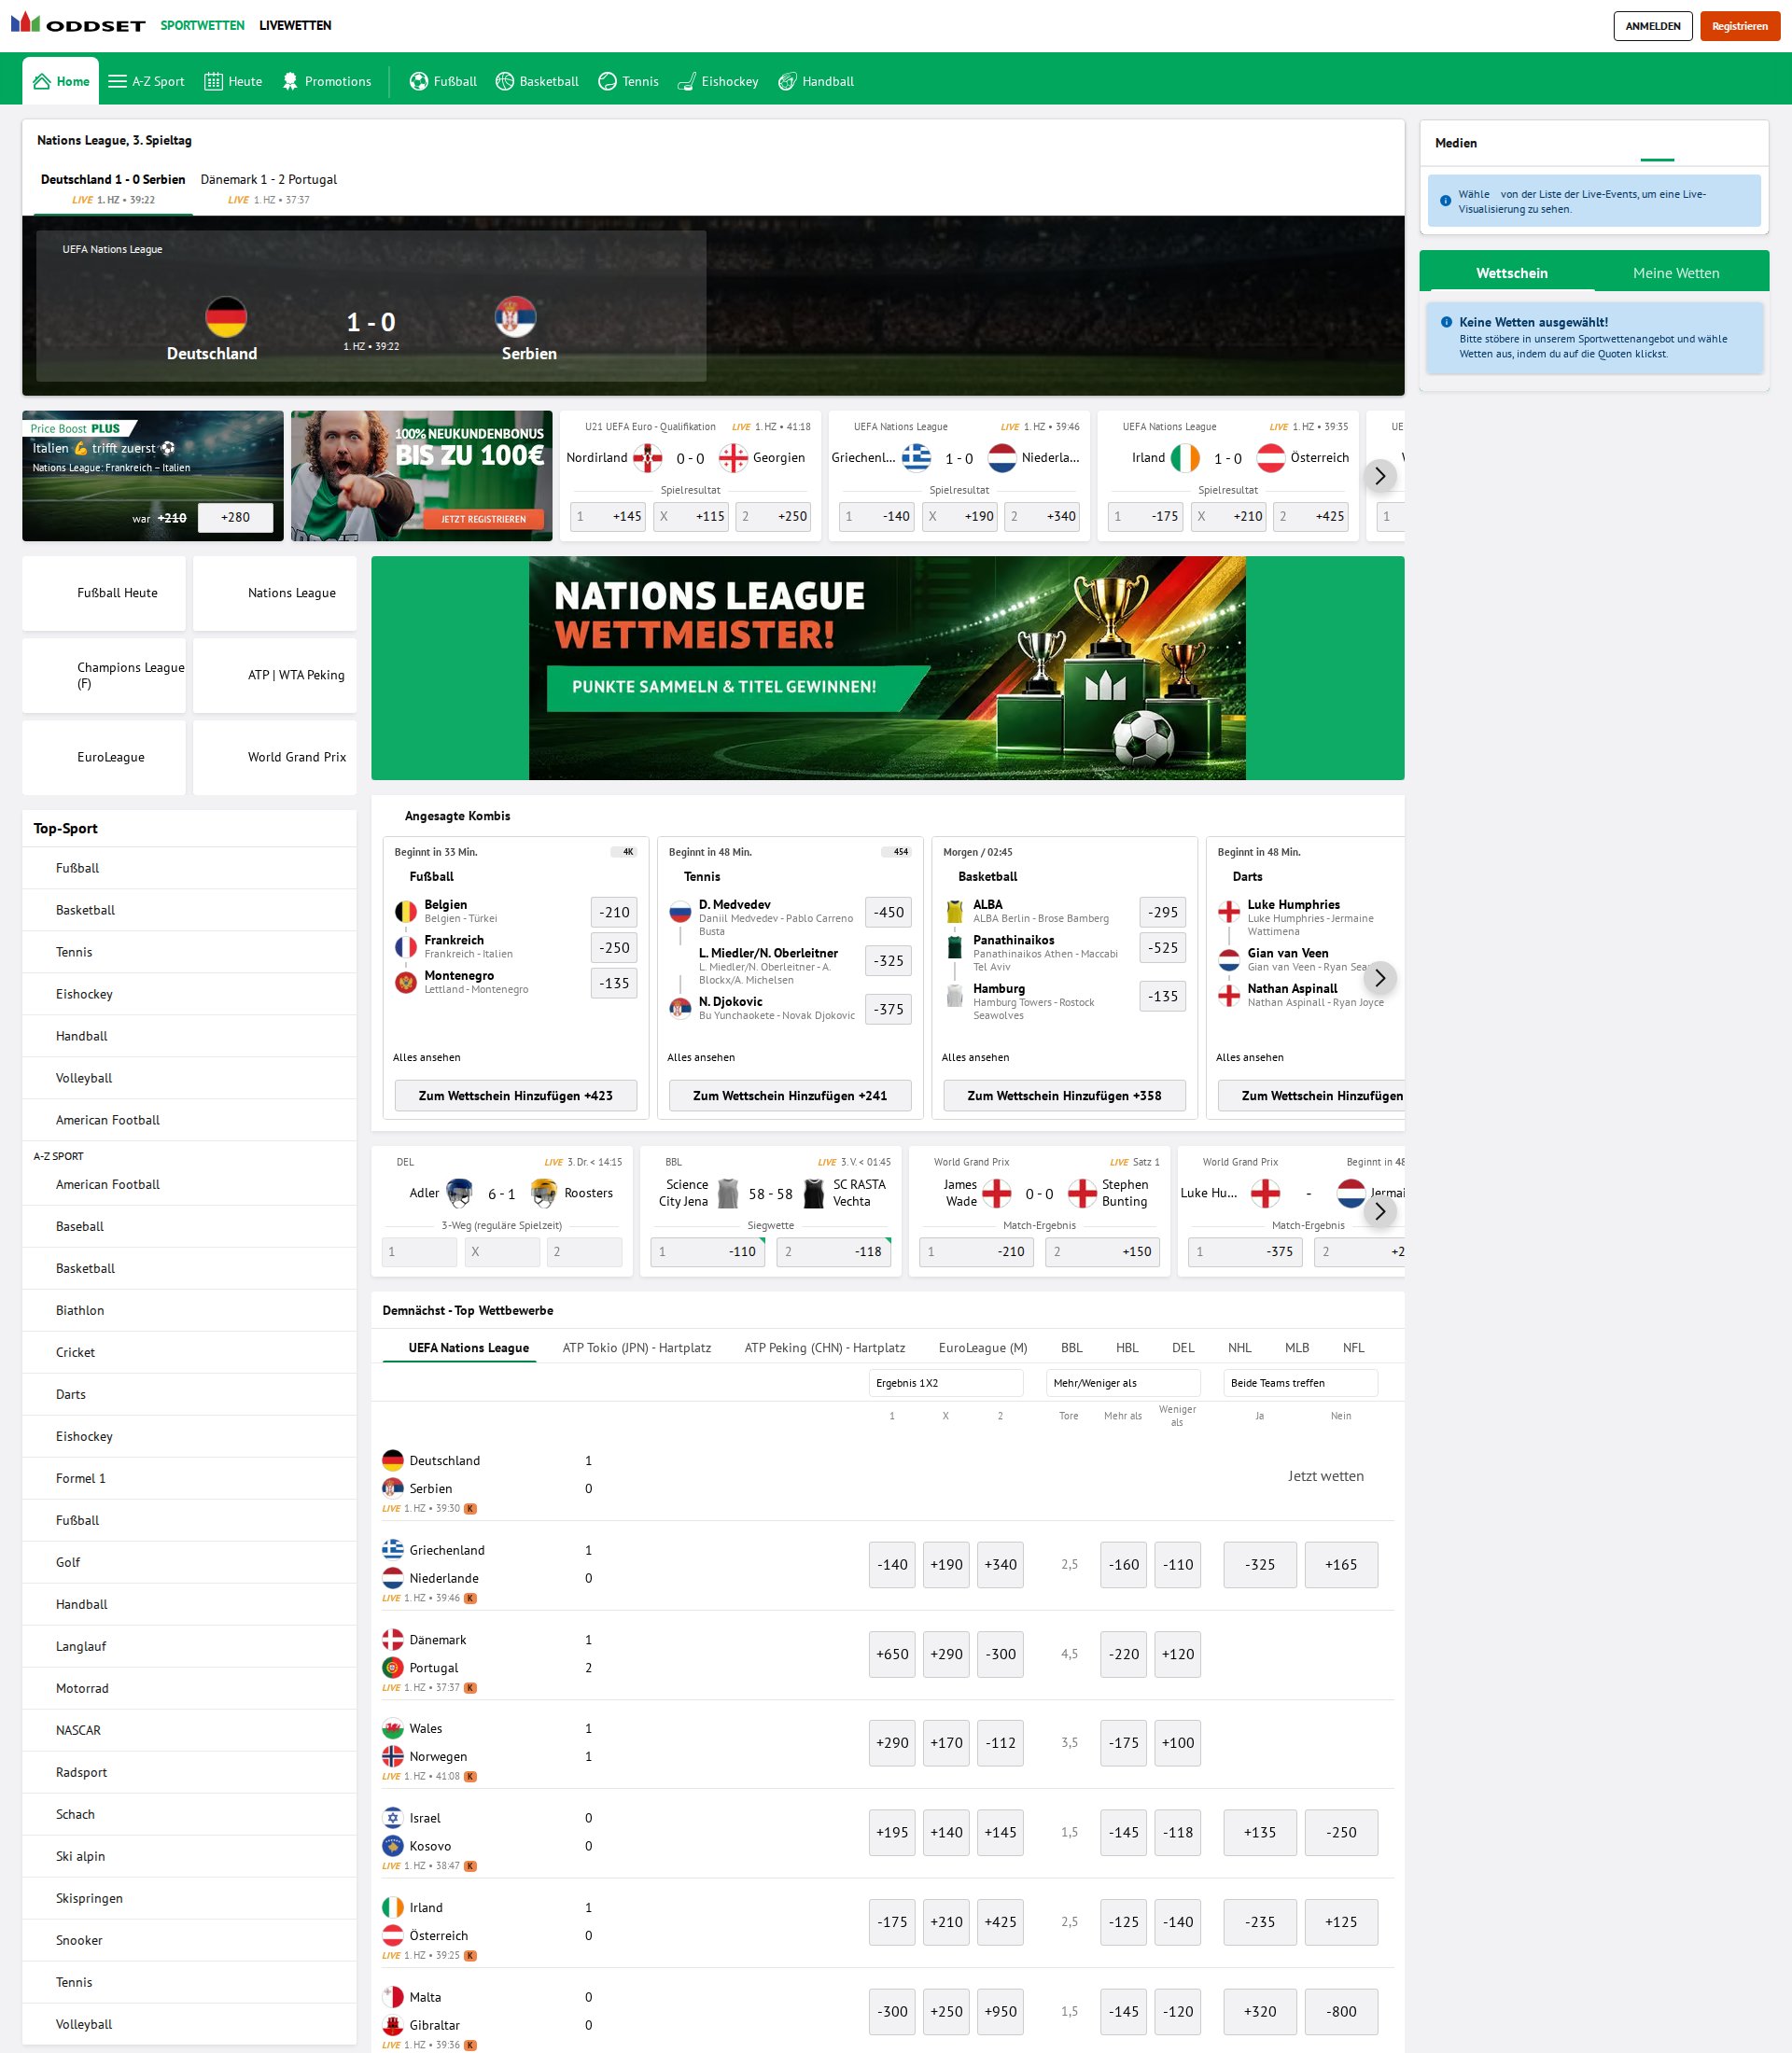 ODDSET SPORTWETTEN LIVEWETTEN ANMELDEN Registrieren
Home A-Z Sport Heute Promotions Fußball Basketball Tennis Eishockey Handball
Nations League, 3. Spieltag
Deutschland 1 - 0 Serbien Dänemark 1 - 2 Portugal
LIVE 1. HZ • 39:22 LIVE 1. HZ • 37:37
UEFA Nations League
1 - 0
1. HZ • 39:22
Deutschland Serbien
Medien
Wähle von der Liste der Live-Events, um eine Live-
Visualisierung zu sehen.
Wettschein Meine Wetten
Keine Wetten ausgewählt!
Bitte stöbere in unserem Sportwettenangebot und wähle
Wetten aus, indem du auf die Quoten klickst.
Price Boost PLUS
Italien 💪 trifft zuerst ⚽
Nations League: Frankreich – Italien
war +210 +280
100% NEUKUNDENBONUS
BIS ZU 100€
JETZT REGISTRIEREN
U21 UEFA Euro - Qualifikation LIVE 1. HZ • 41:18
Nordirland 0 - 0 Georgien
Spielresultat
1 +145 X +115 2 +250
UEFA Nations League LIVE 1. HZ • 39:46
Griechenl... 1 - 0 Niederla...
Spielresultat
1 -140 X +190 2 +340
UEFA Nations League LIVE 1. HZ • 39:35
Irland 1 - 0 Österreich
Spielresultat
1 -175 X +210 2 +425
UE
1
Fußball Heute Nations League
Champions League
(F)
ATP | WTA Peking
EuroLeague World Grand Prix
NATIONS LEAGUE
WETTMEISTER!
PUNKTE SAMMELN & TITEL GEWINNEN!
Top-Sport
Fußball
Basketball
Tennis
Eishockey
Handball
Volleyball
American Football
A-Z SPORT
American Football
Baseball
Basketball
Biathlon
Cricket
Darts
Eishockey
Formel 1
Fußball
Golf
Handball
Langlauf
Motorrad
NASCAR
Radsport
Schach
Ski alpin
Skispringen
Snooker
Tennis
Volleyball
Angesagte Kombis
Beginnt in 33 Min. 4K
Fußball
Belgien -210
Belgien - Türkei
Frankreich -250
Frankreich - Italien
Montenegro -135
Lettland - Montenegro
Alles ansehen
Zum Wettschein Hinzufügen +423
Beginnt in 48 Min. 454
Tennis
D. Medvedev -450
Daniil Medvedev - Pablo Carreno
Busta
L. Miedler/N. Oberleitner -325
L. Miedler/N. Oberleitner - A.
Blockx/A. Michelsen
N. Djokovic -375
Bu Yunchaokete - Novak Djokovic
Alles ansehen
Zum Wettschein Hinzufügen +241
Morgen / 02:45
Basketball
ALBA -295
ALBA Berlin - Brose Bamberg
Panathinaikos -525
Panathinaikos Athen - Maccabi
Tel Aviv
Hamburg -135
Hamburg Towers - Rostock
Seawolves
Alles ansehen
Zum Wettschein Hinzufügen +358
Beginnt in 48 Min.
Darts
Luke Humphries
Luke Humphries - Jermaine
Wattimena
Gian van Veen
Gian van Veen - Ryan
Nathan Aspinall
Nathan Aspinall - Ryan Joyce
Alles ansehen
Zum Wettschein Hinzufügen
DEL LIVE 3. Dr. < 14:15
Adler 6 - 1 Roosters
3-Weg (reguläre Spielzeit)
1 X 2
BBL LIVE 3. V. < 01:45
Science
City Jena
58 - 58
SC RASTA
Vechta
Siegwette
1 -110 2 -118
World Grand Prix LIVE Satz 1
James
Wade
0 - 0
Stephen
Bunting
Match-Ergebnis
1 -210 2 +150
World Grand Prix Beginnt in 48
Luke Hu... -
Match-Ergebnis
1 -375 2
Demnächst - Top Wettbewerbe
UEFA Nations League ATP Tokio (JPN) - Hartplatz ATP Peking (CHN) - Hartplatz EuroLeague (M) BBL HBL DEL NHL MLB NFL
Ergebnis 1X2 Mehr/Weniger als Beide Teams treffen
1 X 2 Tore Mehr als Weniger als Ja Nein
Deutschland 1
Serbien 0
Jetzt wetten
LIVE 1. HZ • 39:30 K
Griechenland 1
Niederlande 0
LIVE 1. HZ • 39:46 K
-140 +190 +340 2,5 -160 -110 -325 +165
Dänemark 1
Portugal 2
LIVE 1. HZ • 37:37 K
+650 +290 -300 4,5 -220 +120
Wales 1
Norwegen 1
LIVE 1. HZ • 41:08 K
+290 +170 -112 3,5 -175 +100
Israel 0
Kosovo 0
LIVE 1. HZ • 38:47 K
+195 +140 +145 1,5 -145 -118 +135 -250
Irland 1
Österreich 0
LIVE 1. HZ • 39:25 K
-175 +210 +425 2,5 -125 -140 -235 +125
Malta 0
Gibraltar 0
LIVE 1. HZ • 39:36 K
-300 +250 +950 1,5 -145 -120 +320 -800